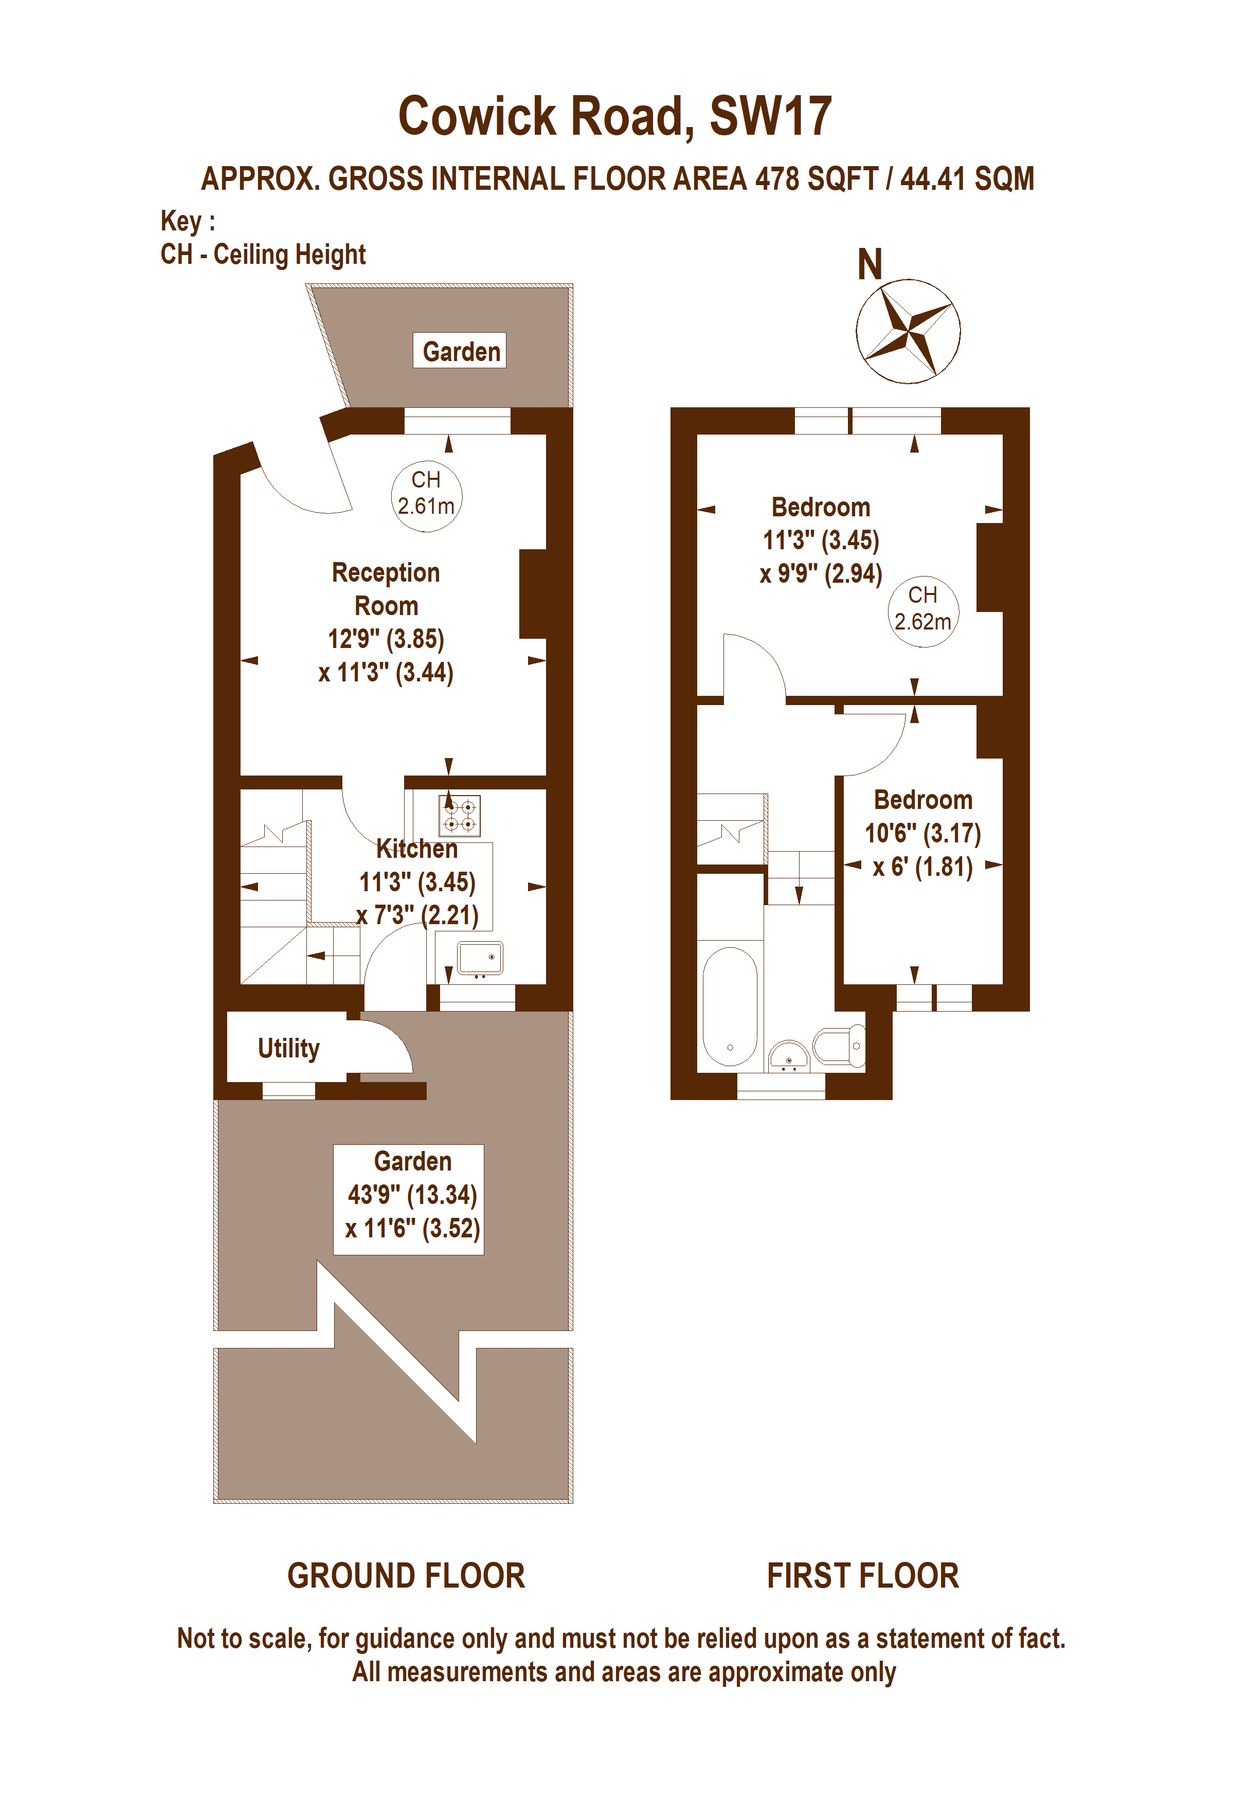 Cowick Road, SW17
APPROX. GROSS INTERNAL FLOOR AREA 478 SQFT / 44.41 SQM
Key :
CH - Ceiling Height
N
Garden
CH
2.61m
Reception
Room
12'9" (3.85)
x 11'3" (3.44)
Kitchen
11'3" (3.45)
x 7'3" (2.21)
Utility
Garden
43'9" (13.34)
x 11'6" (3.52)
Bedroom
11'3" (3.45)
x 9'9" (2.94)
CH
2.62m
Bedroom
10'6" (3.17)
x 6' (1.81)
GROUND FLOOR
FIRST FLOOR
Not to scale, for guidance only and must not be relied upon as a statement of fact.
All measurements and areas are approximate only